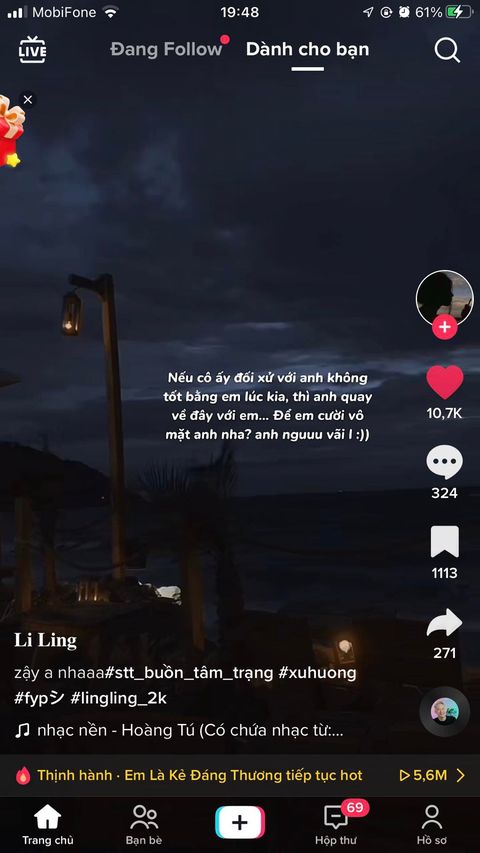 MobiFone
19:48
61%
LIVE
Đang Follow
Dành cho bạn
Nếu cô ấy đối xử với anh không
tốt bằng em lúc kia, thì anh quay
về đây với em... Để em cười vô
mặt anh nha? anh nguuu vãi l :))
10,7K
324
1113
271
Li Ling
zậy a nhaaa#stt_buồn_tâm_trạng #xuhuong
#fypシ #lingling_2k
nhạc nền - Hoàng Tú (Có chứa nhạc từ:...
Thịnh hành · Em Là Kẻ Đáng Thương tiếp tục hot
5,6M
69
Trang chủ
Bạn bè
Hộp thư
Hồ sơ